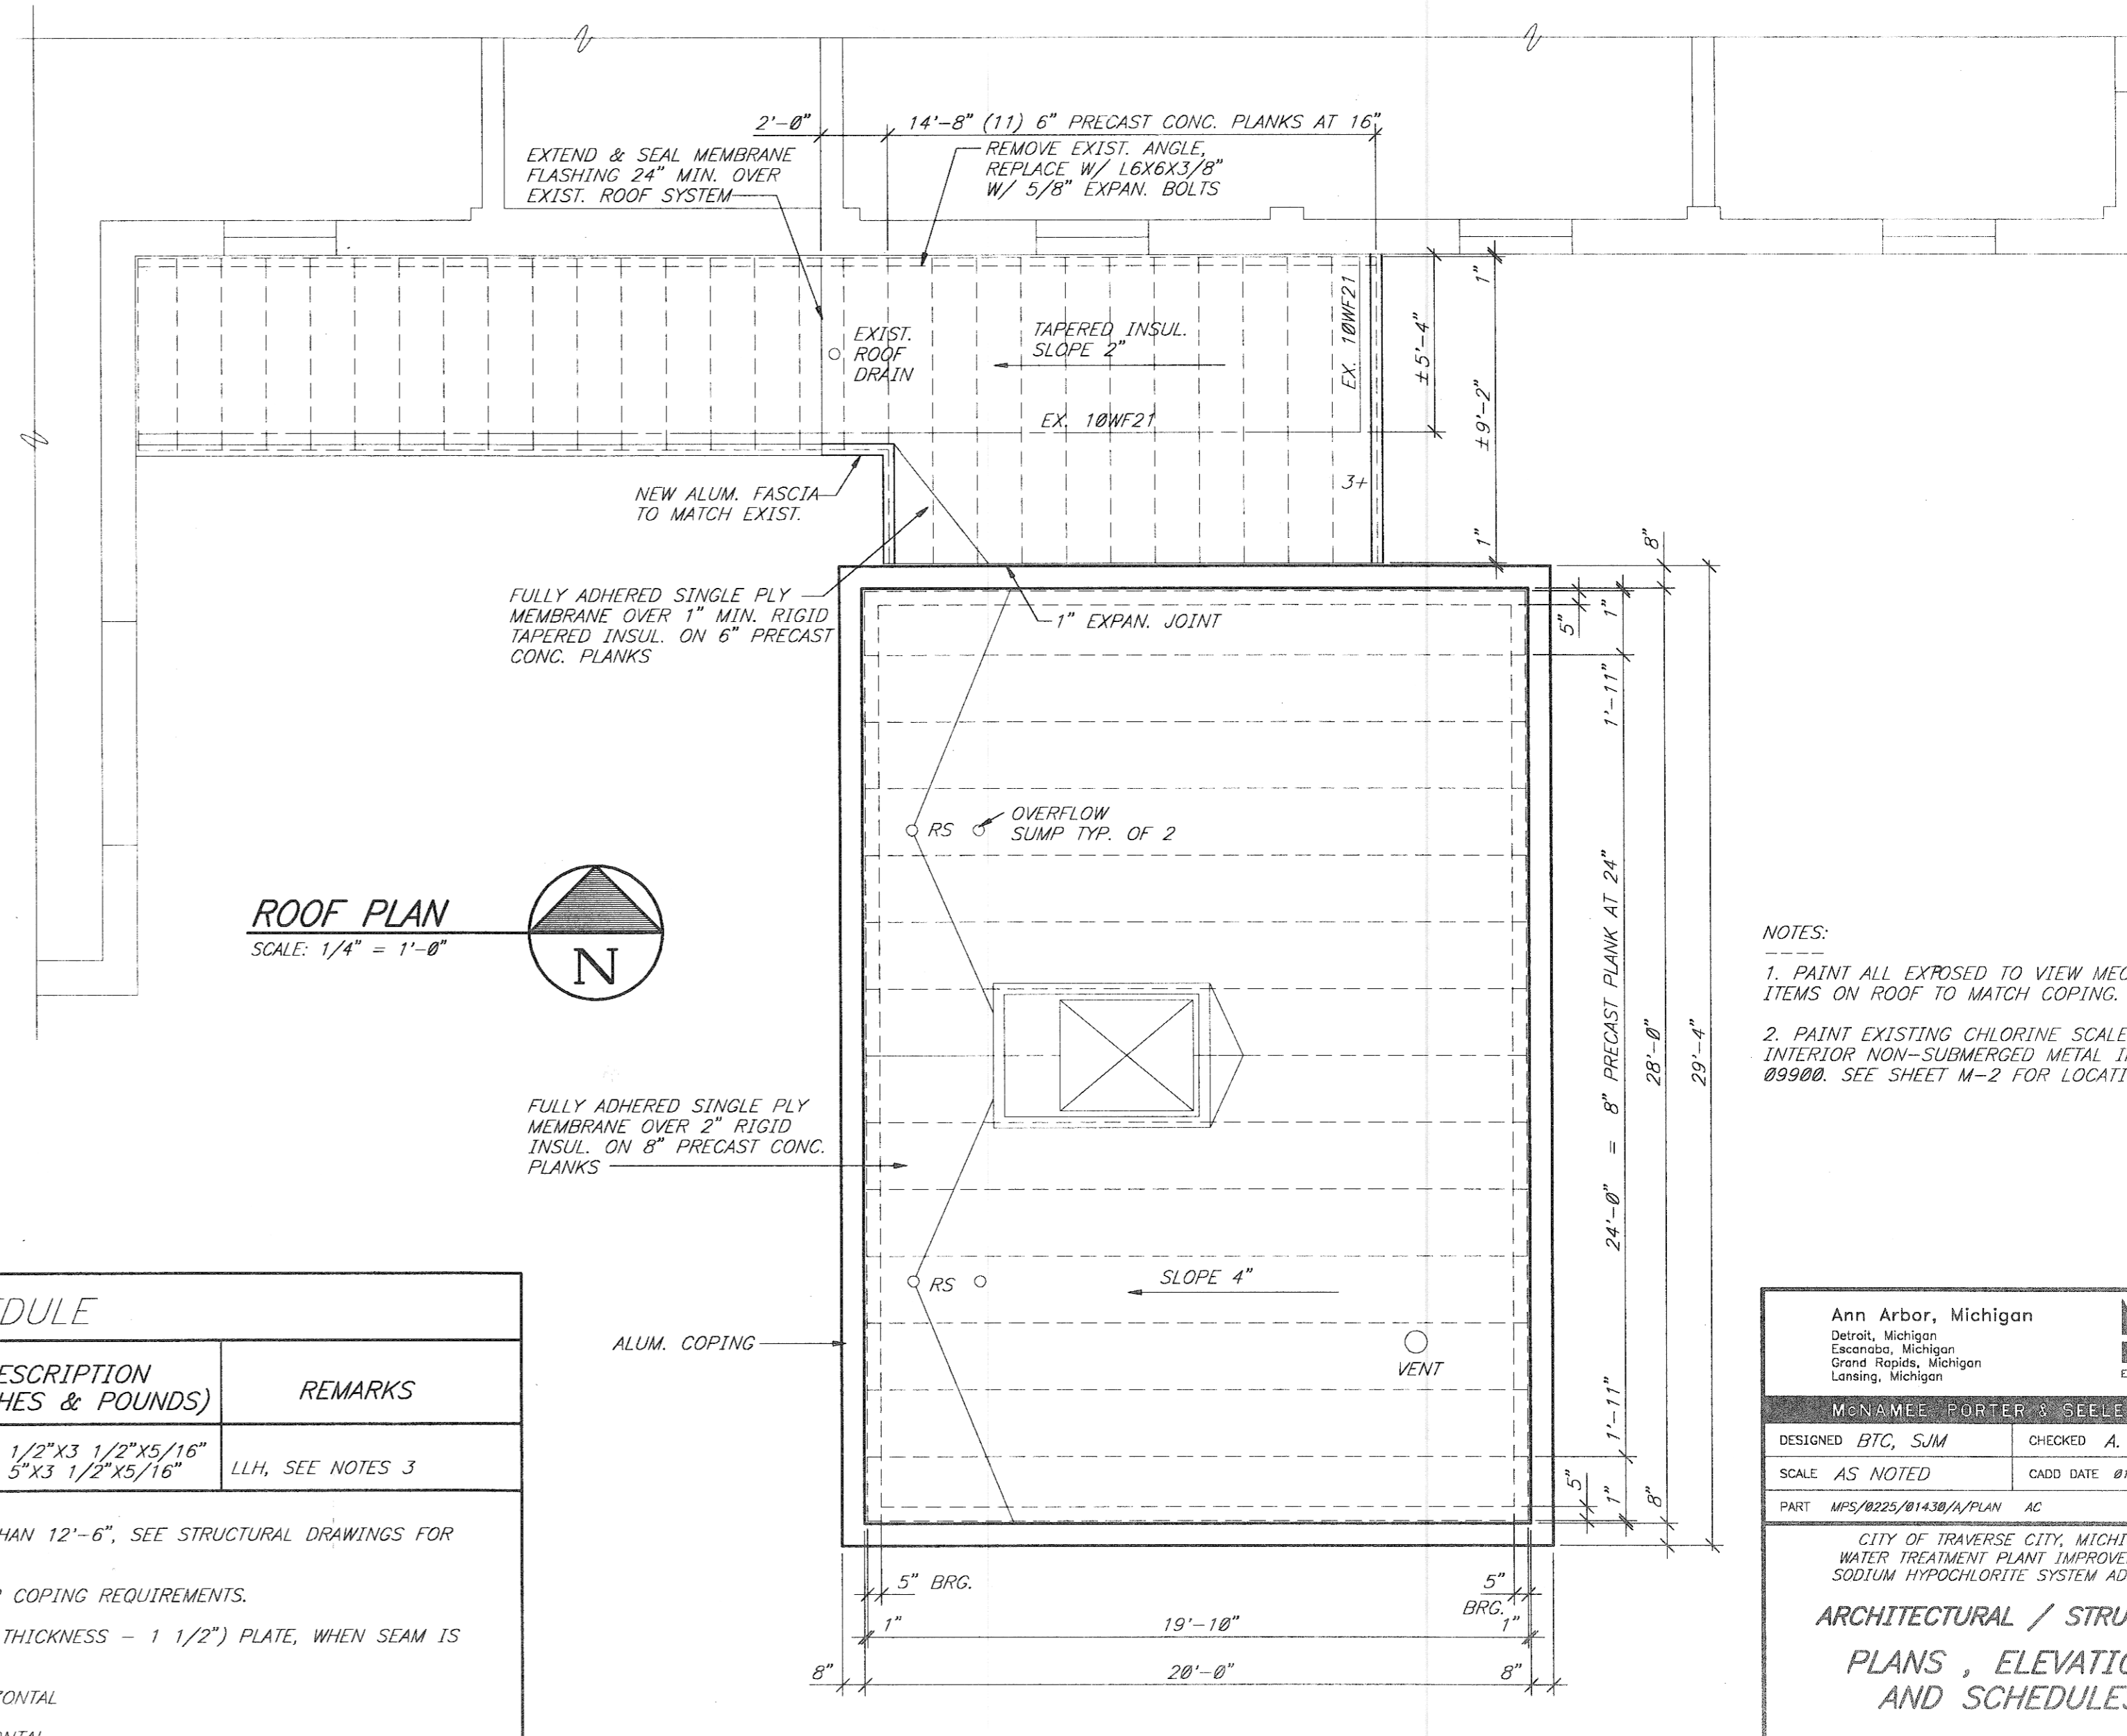 2'-0"
14'-8" (11) 6" PRECAST CONC. PLANKS AT 16"
EXTEND & SEAL MEMBRANE
FLASHING 24" MIN. OVER
EXIST. ROOF SYSTEM
REMOVE EXIST. ANGLE,
REPLACE W/ L6X6X3/8"
W/ 5/8" EXPAN. BOLTS
EXIST.
ROOF
DRAIN
TAPERED INSUL.
SLOPE 2"
EX. 10WF21
EX. 10WF21
±5'-4"
1"
±9'-2"
1"
3+
NEW ALUM. FASCIA
TO MATCH EXIST.
FULLY ADHERED SINGLE PLY
MEMBRANE OVER 1" MIN. RIGID
TAPERED INSUL. ON 6" PRECAST
CONC. PLANKS
1" EXPAN. JOINT
8"
5"
1"
1'-11"
RS
OVERFLOW
SUMP TYP. OF 2
ROOF PLAN
SCALE: 1/4" = 1'-0"
N
24'-0" = 8" PRECAST PLANK AT 24"
28'-0"
29'-4"
NOTES:
1. PAINT ALL EXPOSED TO VIEW MEC
ITEMS ON ROOF TO MATCH COPING.
2. PAINT EXISTING CHLORINE SCALE
INTERIOR NON-SUBMERGED METAL I
09900. SEE SHEET M-2 FOR LOCATI
FULLY ADHERED SINGLE PLY
MEMBRANE OVER 2" RIGID
INSUL. ON 8" PRECAST CONC.
PLANKS
RS
SLOPE 4"
ALUM. COPING
VENT
1'-11"
5"
1"
8"
5" BRG.
5"
BRG.
1"
19'-10"
1"
8"
20'-0"
8"
EDULE
ESCRIPTION
HES & POUNDS)
REMARKS
1/2"X3 1/2"X5/16"
5"X3 1/2"X5/16"
LLH, SEE NOTES 3
HAN 12'-6", SEE STRUCTURAL DRAWINGS FOR
COPING REQUIREMENTS.
THICKNESS - 1 1/2") PLATE, WHEN SEAM IS
ZONTAL
ONTAL
Ann Arbor, Michigan
Detroit, Michigan
Escanaba, Michigan
Grand Rapids, Michigan
Lansing, Michigan
E
McNAMEE, PORTER & SEELE
DESIGNED BTC, SJM
CHECKED A.
SCALE AS NOTED
CADD DATE 01
PART MPS/0225/01430/A/PLAN AC
CITY OF TRAVERSE CITY, MICHI
WATER TREATMENT PLANT IMPROVE
SODIUM HYPOCHLORITE SYSTEM AD
ARCHITECTURAL / STRU
PLANS , ELEVATIO
AND SCHEDULES